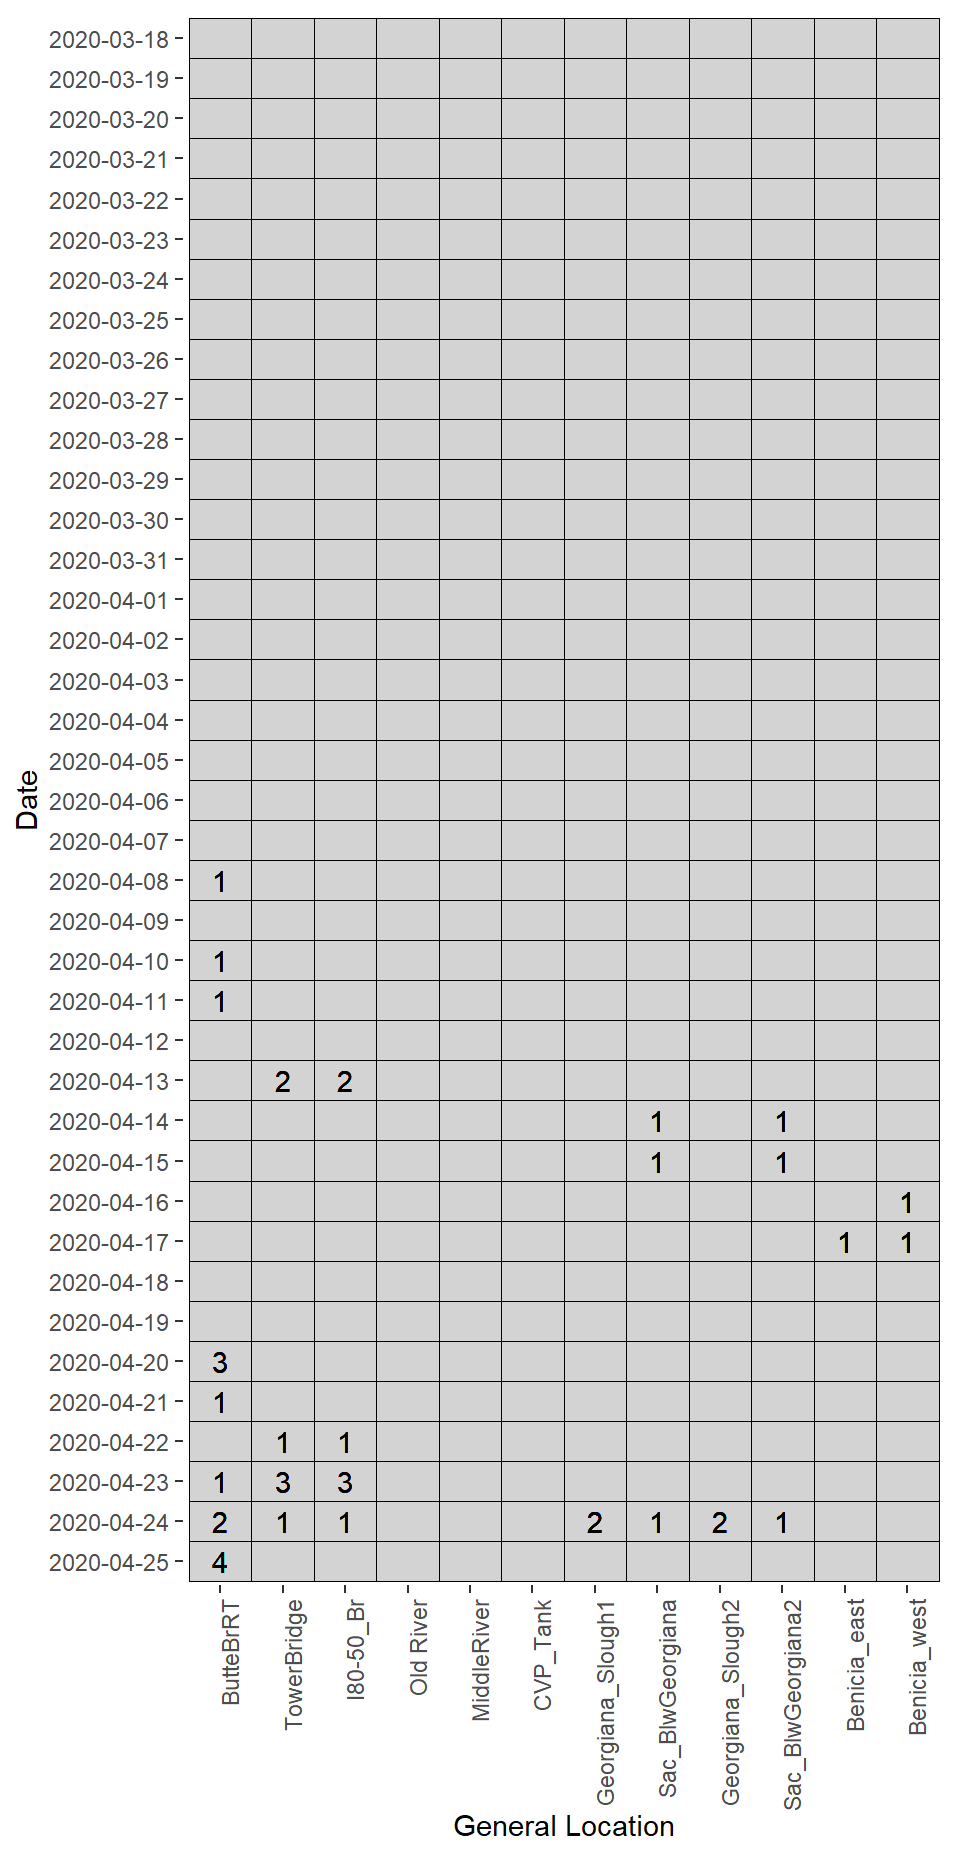 2020-03-18
2020-03-19
2020-03-20
2020-03-21
2020-03-22
2020-03-23
2020-03-24
2020-03-25
2020-03-26
2020-03-27
2020-03-28
2020-03-29
2020-03-30
2020-03-31
2020-04-01
2020-04-02
2020-04-03
2020-04-04
2020-04-05
2020-04-06
2020-04-07
2020-04-08 1
2020-04-09
2020-04-10 1
2020-04-11 1
2020-04-12
2020-04-13 2 2
2020-04-14 1 1
2020-04-15 1 1
2020-04-16 1
2020-04-17 1 1
2020-04-18
2020-04-19
2020-04-20 3
2020-04-21 1
2020-04-22 1 1
2020-04-23 1 3 3
2020-04-24 2 1 1 2 1 2 1
2020-04-25 4
Date
ButteBrRT
TowerBridge
I80-50_Br
Old River
MiddleRiver
CVP_Tank
Georgiana_Slough1
Sac_BlwGeorgiana
Georgiana_Slough2
Sac_BlwGeorgiana2
Benicia_east
Benicia_west
General Location